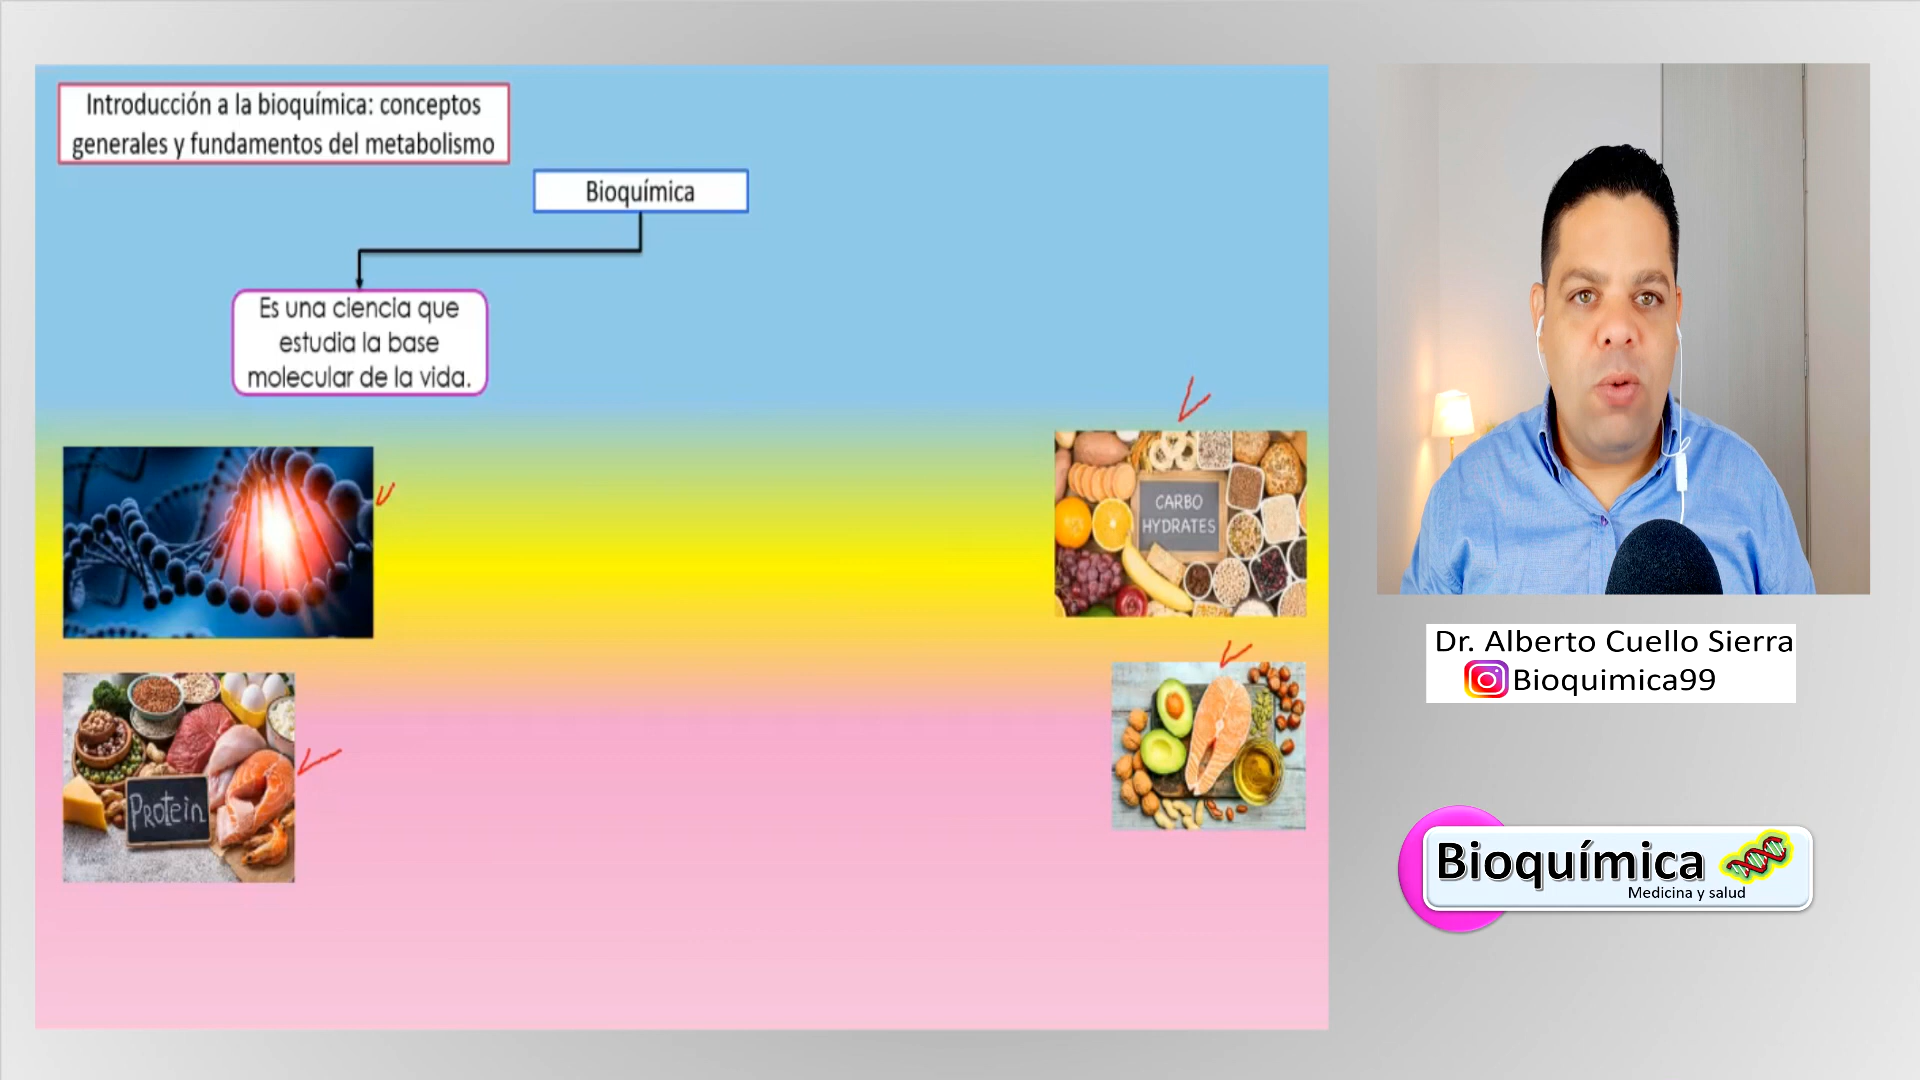 Introducción a la bioquímica: conceptos
generales y fundamentos del metabolismo
Bioquímica
Es una ciencia que
estudia la base
molecular de la vida.
CARBO
HYDRATES
PROtein
Dr. Alberto Cuello Sierra
Bioquimica99
Bioquímica
Medicina y salud